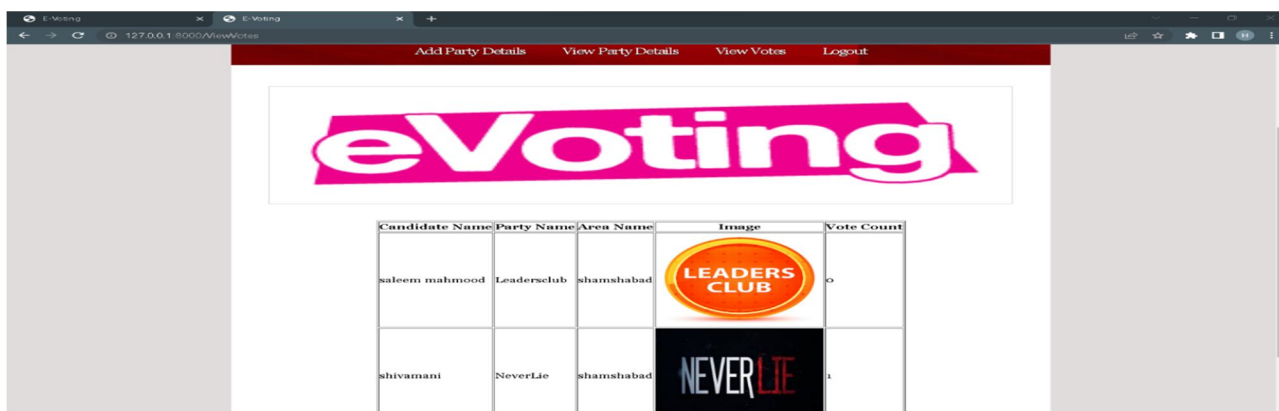 E-Voting
E-Voting
127.0.0.1:8000/ViewVotes
Add Party Details View Party Details View Votes Logout
eVoting
Candidate Name Party Name Area Name Image Vote Count
saleem mahmood Leadersclub shamshabad LEADERS CLUB 0
shivamani NeverLie shamshabad NEVER LIE 1